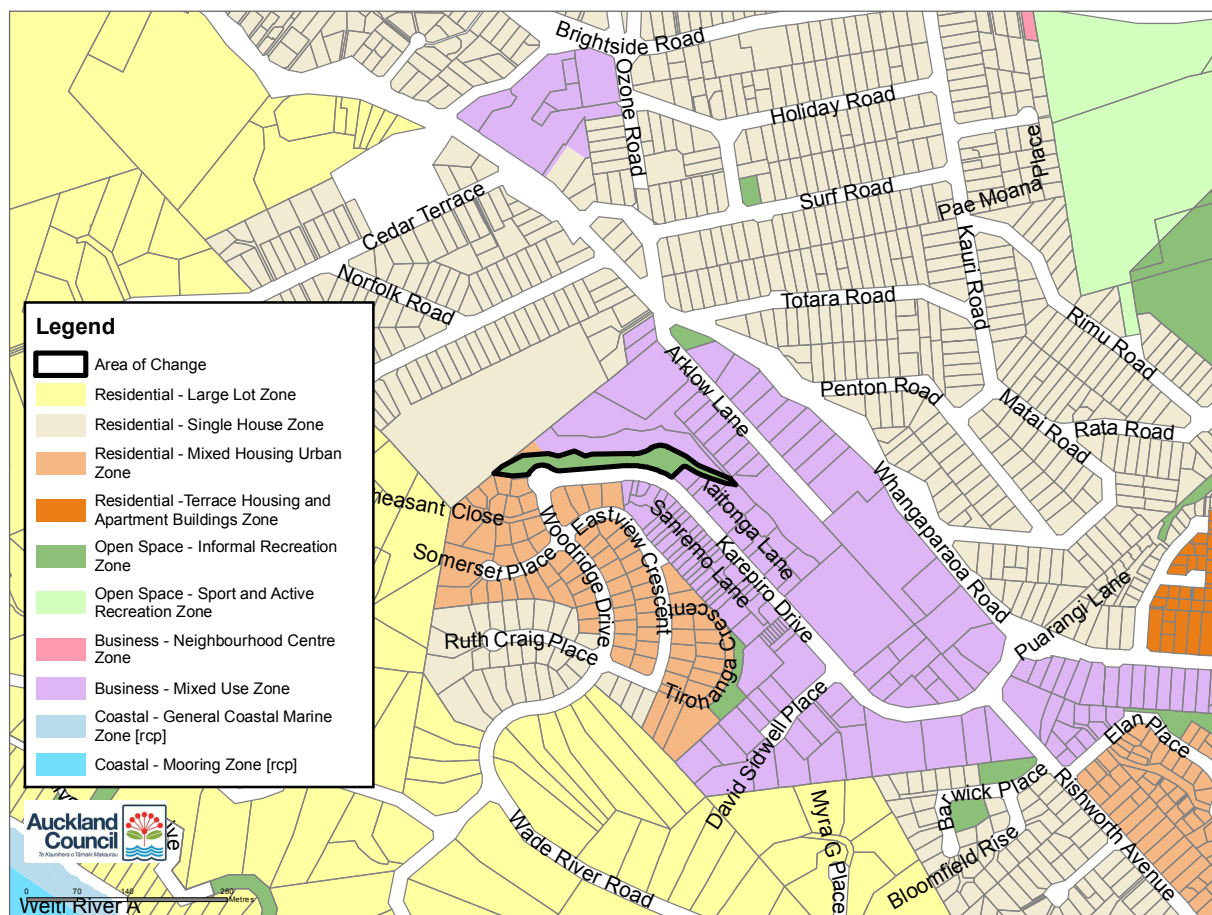 Brightside Road
Ozone Road
Holiday Road
Surf Road
Pae Moana Place
Kauri Road
Cedar Terrace
Norfolk Road
Totara Road
Rimu Road
Arklow Lane
Penton Road
Matai Road
Rata Road
Whangaparaoa Road
Puarangi Lane
Legend
Area of Change
Residential - Large Lot Zone
Residential - Single House Zone
Residential - Mixed Housing Urban
Zone
Residential -Terrace Housing and
Apartment Buildings Zone
Open Space - Informal Recreation
Zone
Open Space - Sport and Active
Recreation Zone
Business - Neighbourhood Centre
Zone
Business - Mixed Use Zone
Coastal - General Coastal Marine
Zone [rcp]
Coastal - Mooring Zone [rcp]
Close
Somerset Place
Woodridge Drive
Eastview Crescent
Sanremo Lane
Karepiro Drive
Lane
Ruth Craig Place
Tirohanga Crescent
David Sidwell Place
Elan Place
Barwick Place
Rishworth Avenue
Bloomfield Rise
Myra G Place
Wade River Road
Auckland
Council
Te Kaunihera o Tāmaki Makaurau
0 70 140 280
Metres
Weiti River